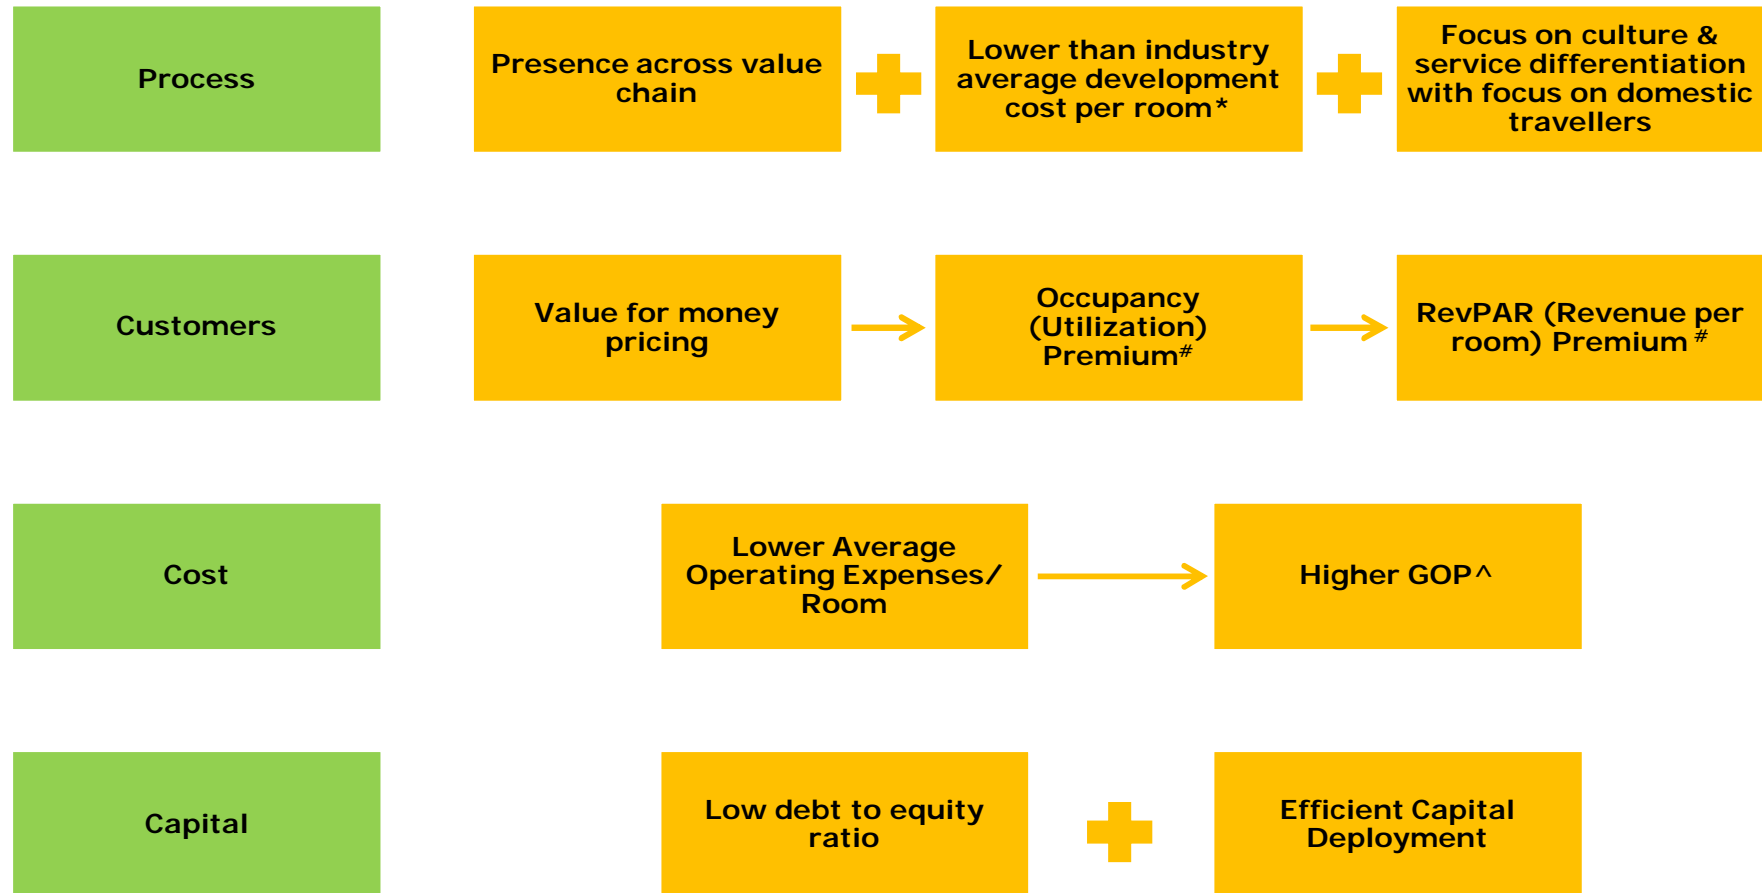 Process
Presence across value
chain
Lower than industry
average development
cost per room*
Focus on culture &
service differentiation
with focus on domestic
travellers
Customers
Value for money
pricing
Occupancy
(Utilization)
Premium#
RevPAR (Revenue per
room) Premium #
Cost
Lower Average
Operating Expenses/
Room
Higher GOP^
Capital
Low debt to equity
ratio
Efficient Capital
Deployment